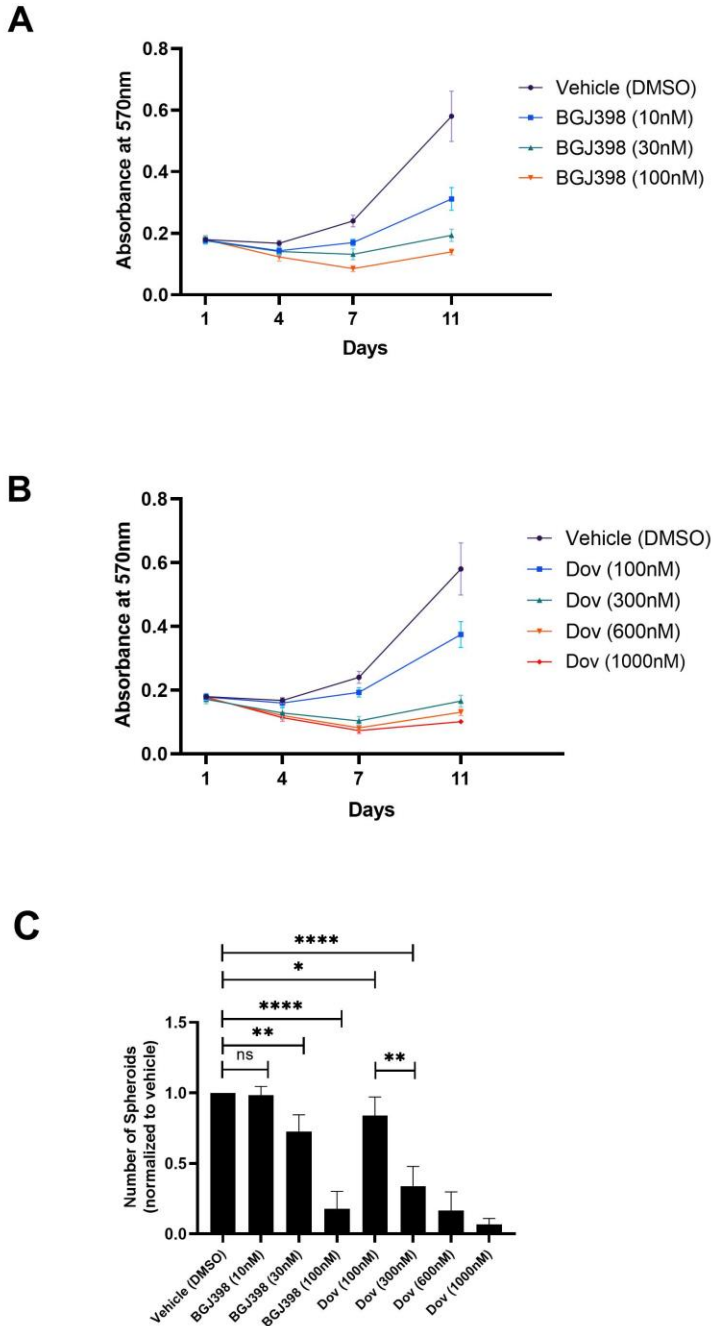 A
Absorbance at 570nm
0.8
0.6
0.4
0.2
0.0
1 4 7 11
Days
Vehicle (DMSO)
BGJ398 (10nM)
BGJ398 (30nM)
BGJ398 (100nM)
B
Absorbance at 570nm
0.8
0.6
0.4
0.2
0.0
1 4 7 11
Days
Vehicle (DMSO)
Dov (100nM)
Dov (300nM)
Dov (600nM)
Dov (1000nM)
C
****
*
****
**
ns
**
Number of Spheroids
(normalized to vehicle)
1.5
1.0
0.5
0.0
Vehicle (DMSO)
BGJ398 (10nM)
BGJ398 (30nM)
BGJ398 (100nM)
Dov (100nM)
Dov (300nM)
Dov (600nM)
Dov (1000nM)